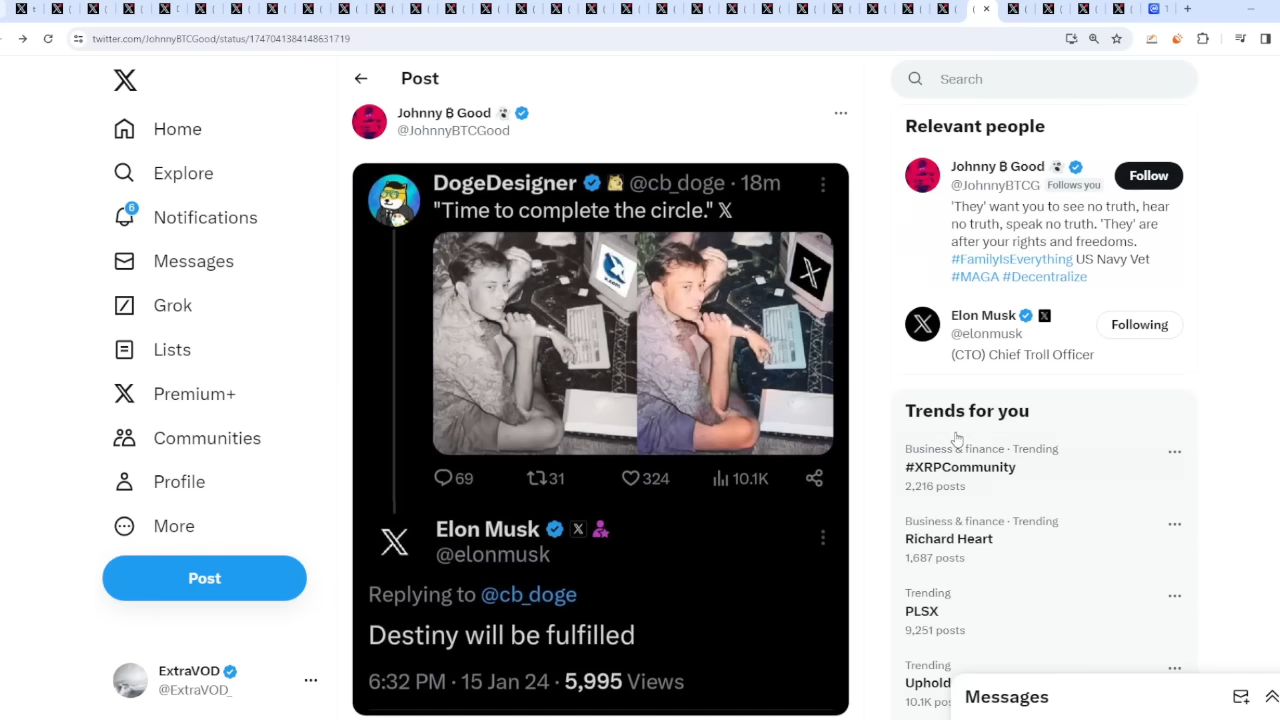 twitter.com/JohnnyBTCGood/status/1747041384148631719
Home
Explore
6
Notifications
Messages
Grok
Lists
Premium+
Communities
Profile
More
Post
ExtraVOD
@ExtraVOD_
Post
Johnny ₿ Good
@JohnnyBTCGood
DogeDesigner @cb_doge · 18m
"Time to complete the circle." 𝕏
69 31 324 10.1K
Elon Musk
@elonmusk
Replying to @cb_doge
Destiny will be fulfilled
6:32 PM · 15 Jan 24 · 5,995 Views
Search
Relevant people
Johnny ₿ Good
@JohnnyBTCG Follows you
Follow
'They' want you to see no truth, hear
no truth, speak no truth. 'They' are
after your rights and freedoms.
#FamilyIsEverything US Navy Vet
#MAGA #Decentralize
Elon Musk
@elonmusk
Following
(CTO) Chief Troll Officer
Trends for you
Business & finance · Trending
#XRPCommunity
2,216 posts
Business & finance · Trending
Richard Heart
1,687 posts
Trending
PLSX
9,251 posts
Trending
Uphold
10.1K pos
Messages